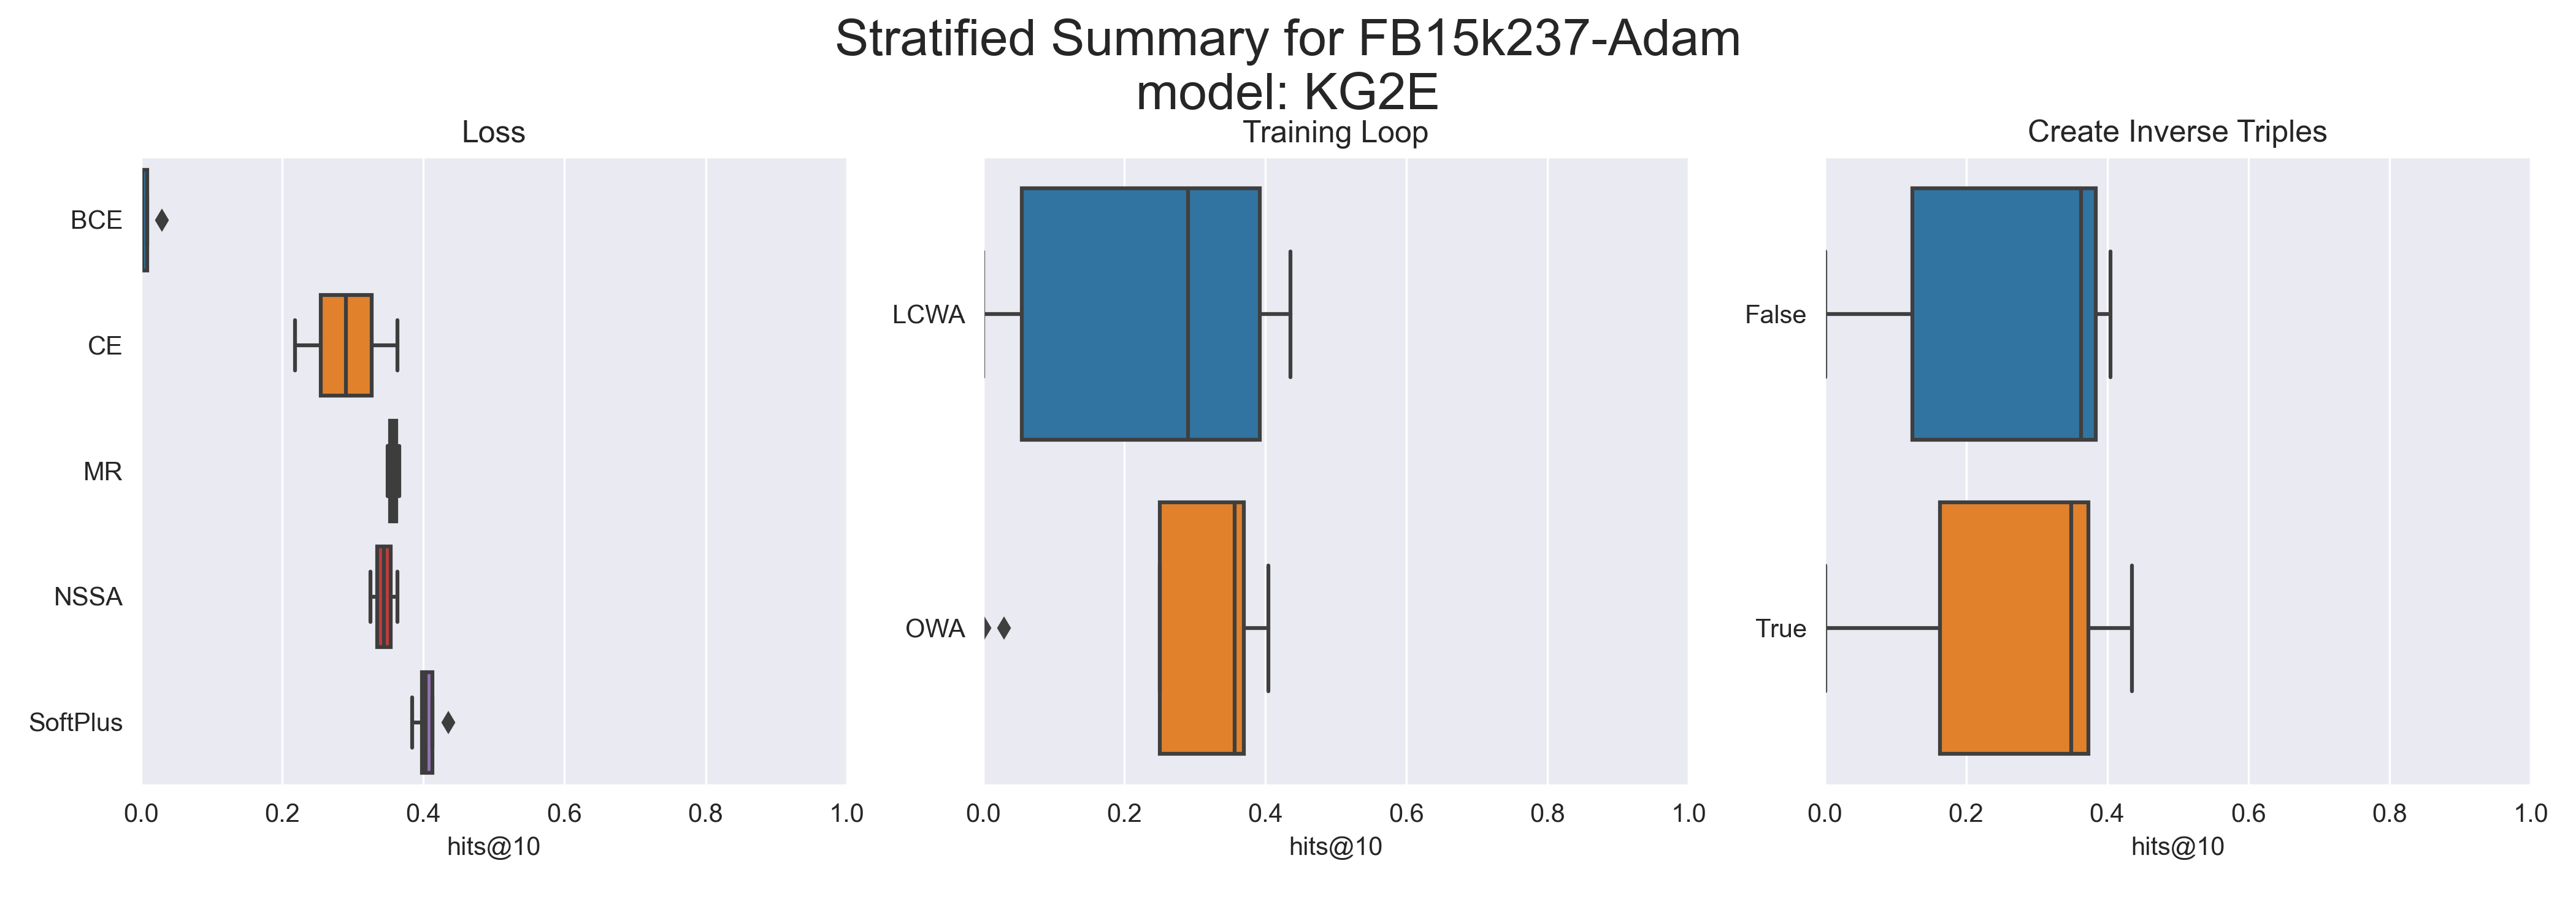 Stratified Summary for FB15k237-Adam
model: KG2E
Loss
BCE
CE
MR
NSSA
SoftPlus
0.0 0.2 0.4 0.6 0.8 1.0
hits@10
Training Loop
LCWA
OWA
0.0 0.2 0.4 0.6 0.8 1.0
hits@10
Create Inverse Triples
False
True
0.0 0.2 0.4 0.6 0.8 1.0
hits@10